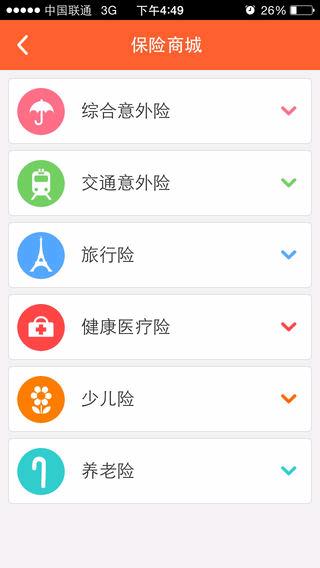 中国联通 3G 下午4:49 26%
保险商城
综合意外险
交通意外险
旅行险
健康医疗险
少儿险
养老险